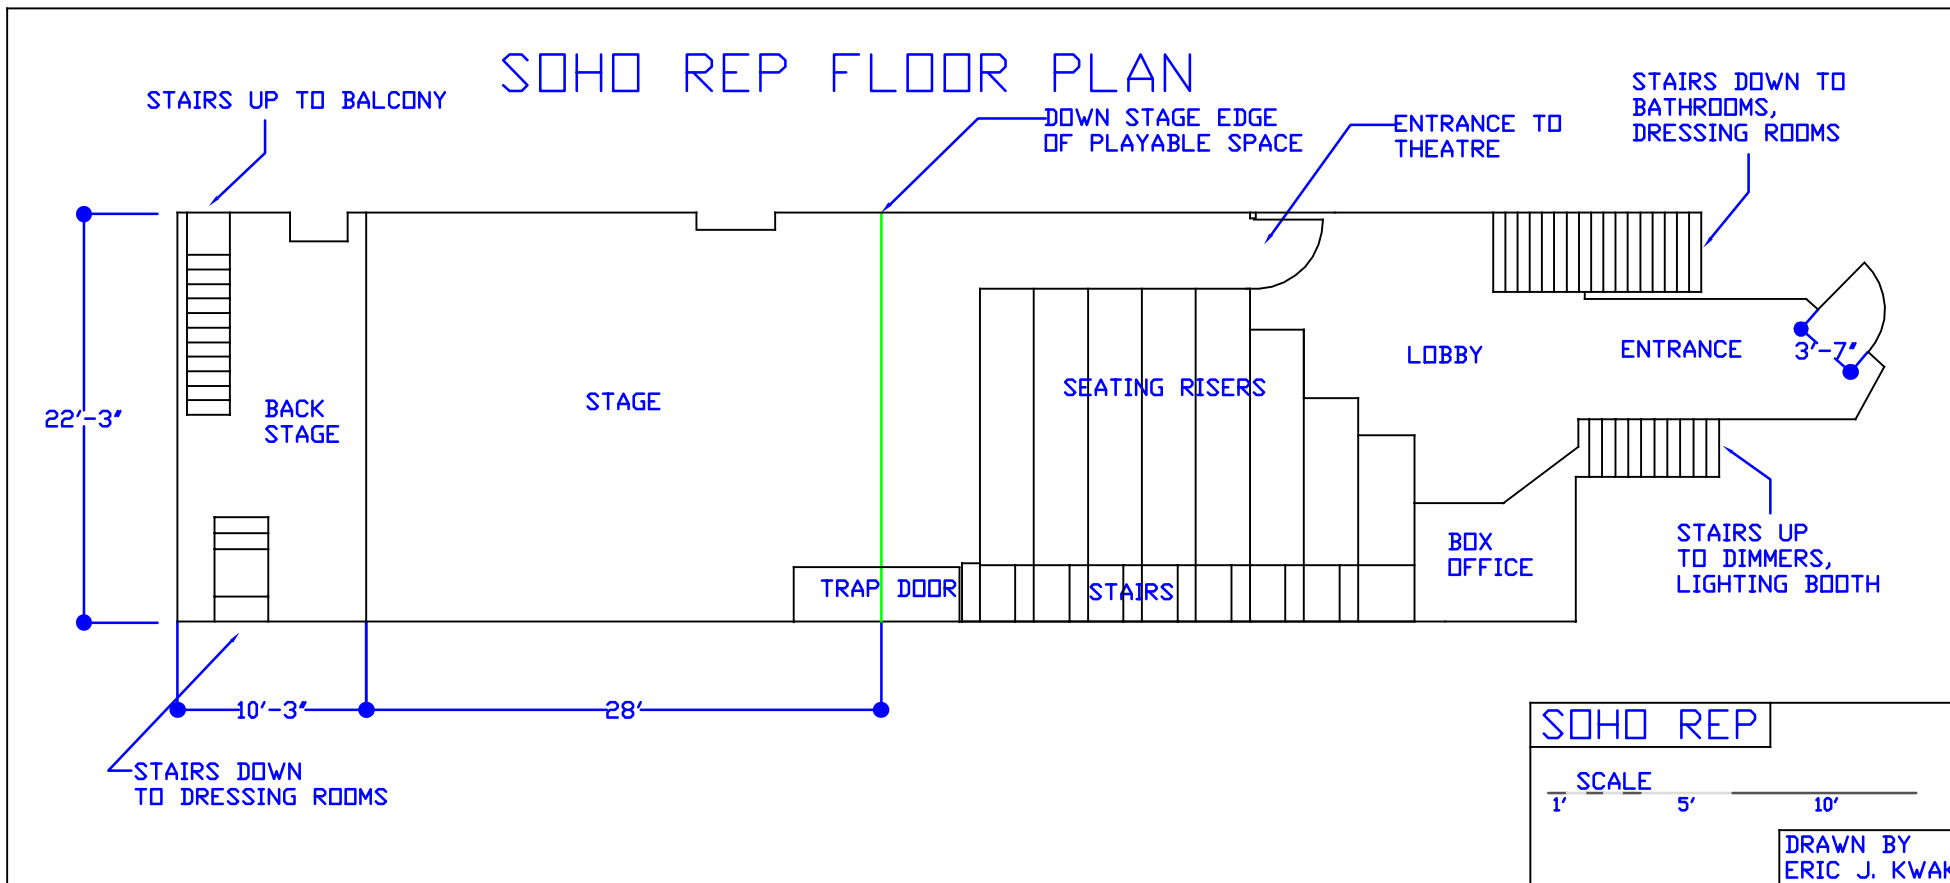 SOHO REP FLOOR PLAN
STAIRS UP TO BALCONY
DOWN STAGE EDGE
OF PLAYABLE SPACE
ENTRANCE TO
THEATRE
STAIRS DOWN TO
BATHROOMS,
DRESSING ROOMS
22'-3"
BACK
STAGE
STAGE
SEATING RISERS
LOBBY
ENTRANCE
3'-7"
TRAP DOOR
STAIRS
BOX
OFFICE
STAIRS UP
TO DIMMERS,
LIGHTING BOOTH
10'-3"
28'
STAIRS DOWN
TO DRESSING ROOMS
SOHO REP
SCALE
1' 5' 10'
DRAWN BY
ERIC J. KWAK